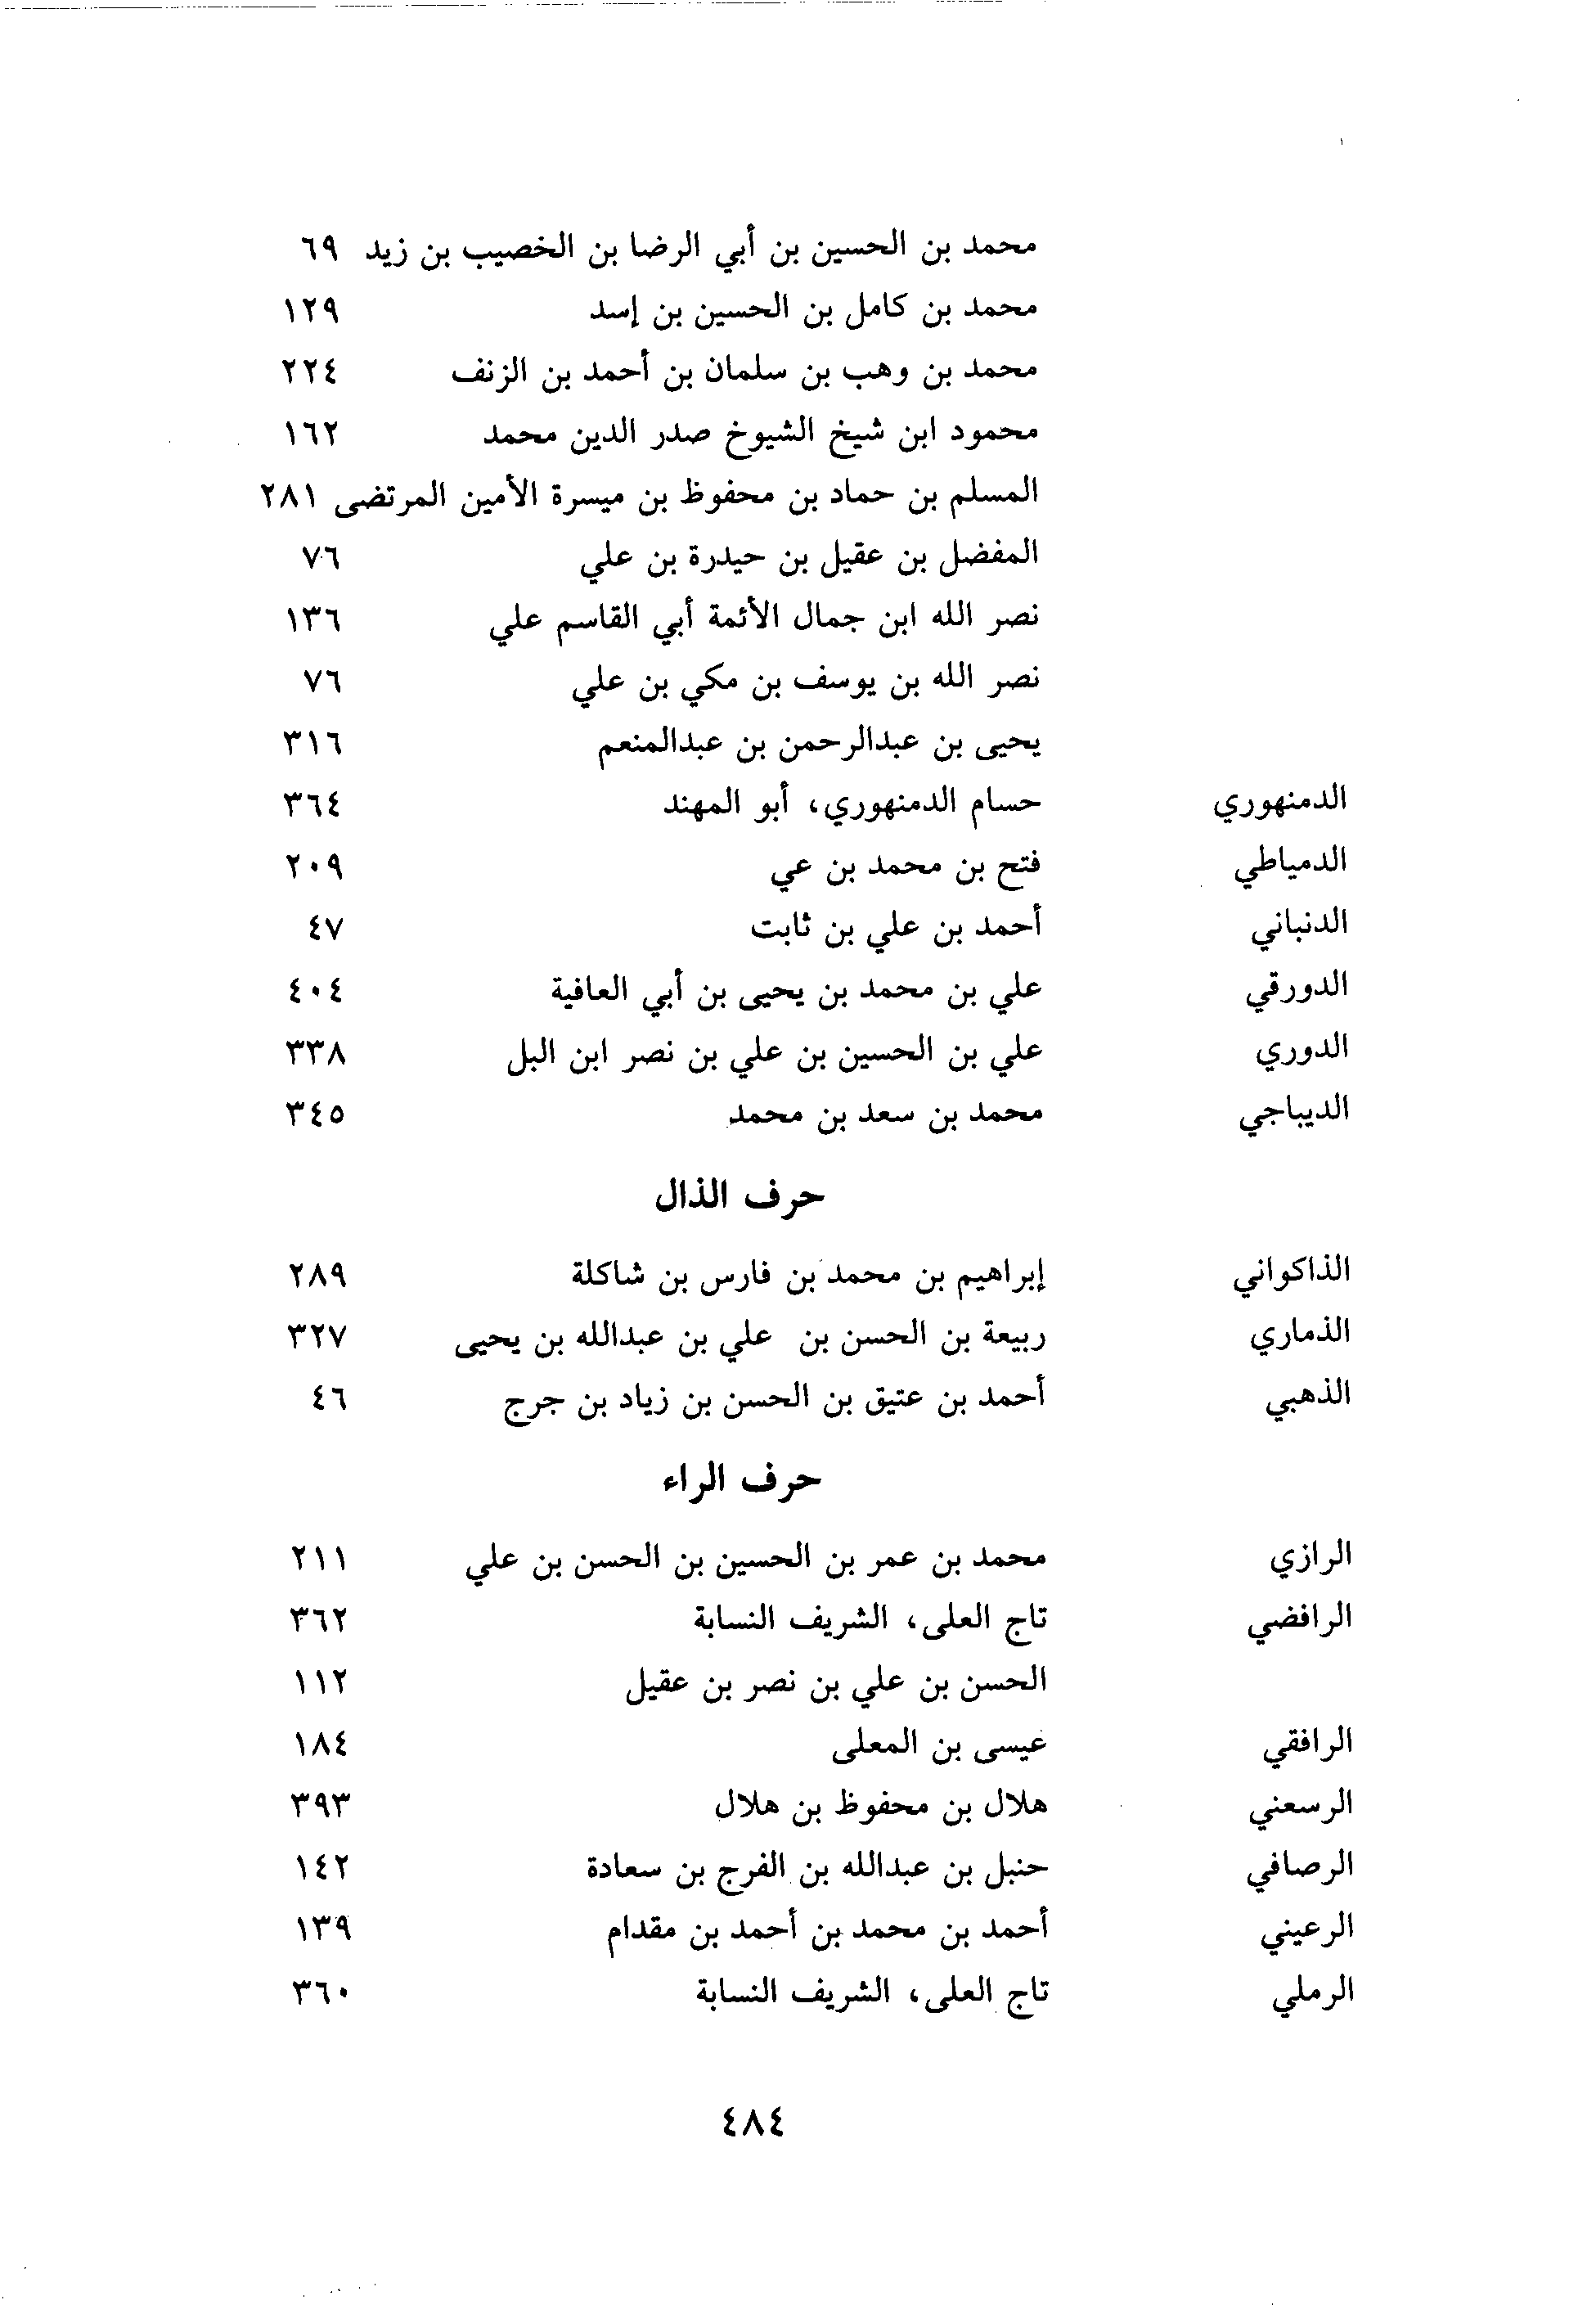 محمد بن الحسين بن أبي الرضا بن الخصيب بن زيد ٦٩
محمد بن كامل بن الحسين بن إسد ١٢٩
محمد بن وهب بن سلمان بن أحمد بن الزنف ٢٢٤
محمود ابن شيخ الشيوخ صدر الدين محمد ١٦٢
المسلم بن حماد بن محفوظ بن ميسرة الأمين المرتضى ٢٨١
المفضل بن عقيل بن حيدرة بن علي ٧٦
نصر الله ابن جمال الأئمة أبي القاسم علي ١٣٦
نصر الله بن يوسف بن مكي بن علي ٧٦
يحيى بن عبدالرحمن بن عبدالمنعم ٣١٦
الدمنهوري حسام الدمنهوري، أبو المهند ٣٦٤
الدمياطي فتح بن محمد بن عي ٢٠٩
الدنباني أحمد بن علي بن ثابت ٤٧
الدورقي علي بن محمد بن يحيى بن أبي العافية ٤٠٤
الدوري علي بن الحسين بن علي بن نصر ابن البل ٣٣٨
الديباجي محمد بن سعد بن محمد ٣٤٥
حرف الذال
الذاكواني إبراهيم بن محمد بن فارس بن شاكلة ٢٨٩
الذماري ربيعة بن الحسن بن علي بن عبدالله بن يحيى ٣٢٧
الذهبي أحمد بن عتيق بن الحسن بن زياد بن جرج ٤٦
حرف الراء
الرازي محمد بن عمر بن الحسين بن الحسن بن علي ٢١١
الرافضي تاج العلى، الشريف النسابة ٣٦٢
الحسن بن علي بن نصر بن عقيل ١١٢
الرافقي عيسى بن المعلى ١٨٤
الرسعني هلال بن محفوظ بن هلال ٣٩٣
الرصافي حنبل بن عبدالله بن الفرج بن سعادة ١٤٢
الرعيني أحمد بن محمد بن أحمد بن مقدام ١٣٩
الرملي تاج العلى، الشريف النسابة ٣٦٠
٤٨٤